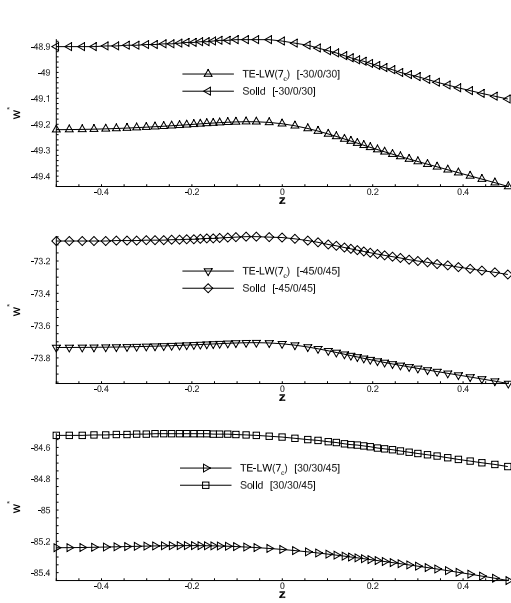 -48.9
-49
-49.1
-49.2
-49.3
-49.4
w*
TE-LW(7c) [-30/0/30]
Solid [-30/0/30]
-0.4 -0.2 0 0.2 0.4
z
-73.2
-73.4
-73.6
-73.8
w*
TE-LW(7c) [-45/0/45]
Solid [-45/0/45]
-0.4 -0.2 0 0.2 0.4
z
-84.6
-84.8
-85
-85.2
-85.4
w*
TE-LW(7c) [30/30/45]
Solid [30/30/45]
-0.4 -0.2 0 0.2 0.4
z